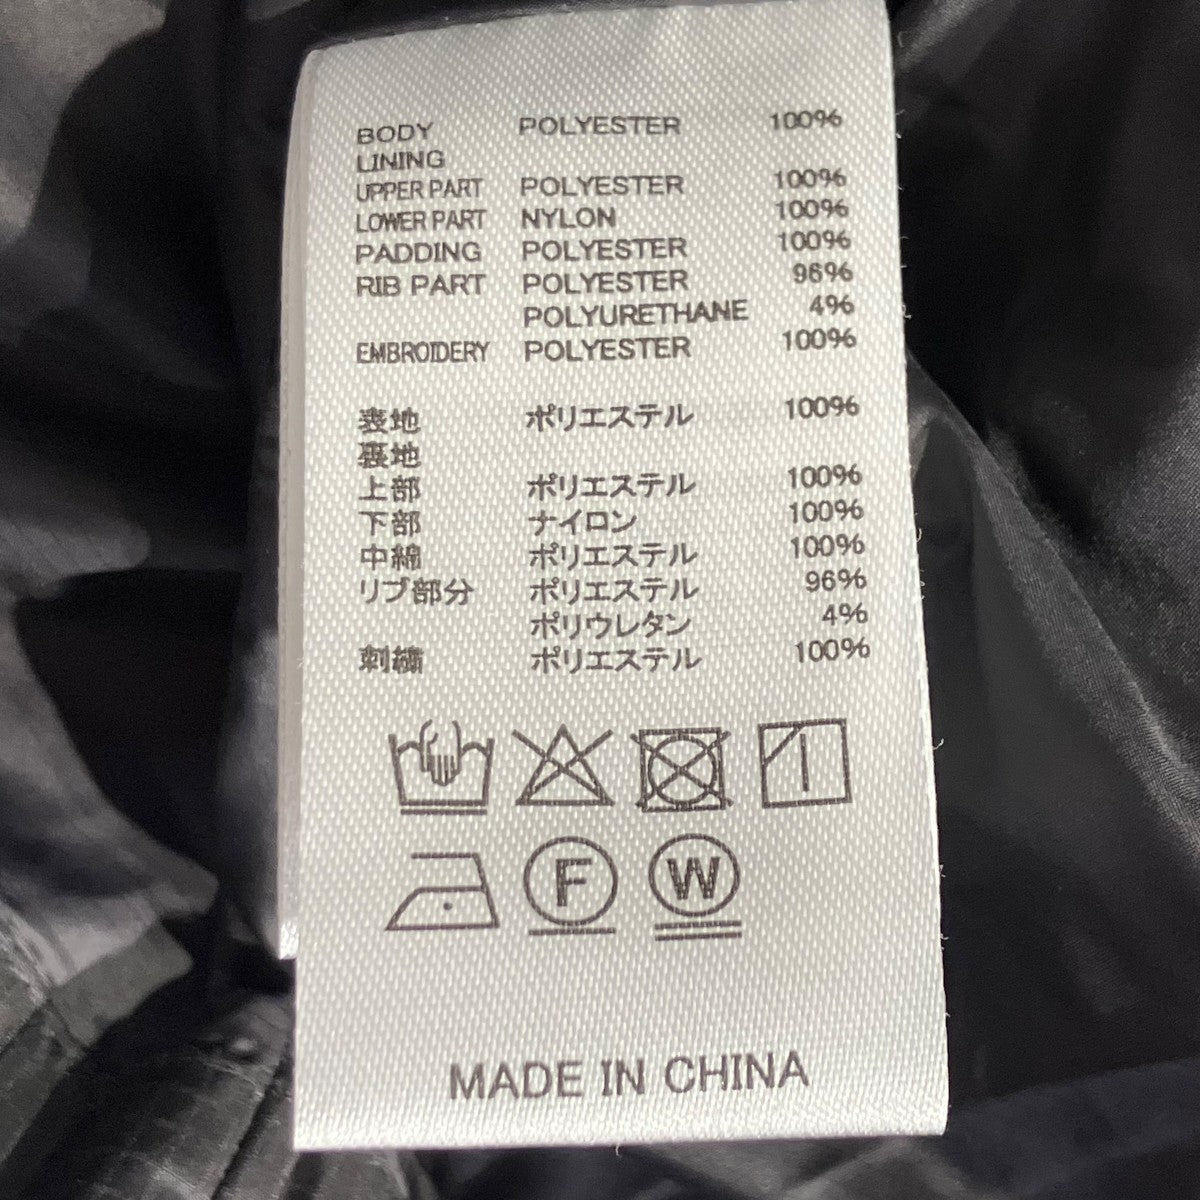 BODY POLYESTER 100%
LINING
UPPER PART POLYESTER 100%
LOWER PART NYLON 100%
PADDING POLYESTER 100%
RIB PART POLYESTER 96%
POLYURETHANE 4%
EMBROIDERY POLYESTER 100%
表地 ポリエステル 100%
裏地
上部 ポリエステル 100%
下部 ナイロン 100%
中綿 ポリエステル 100%
リブ部分 ポリエステル 96%
ポリウレタン 4%
刺繍 ポリエステル 100%
F W
MADE IN CHINA